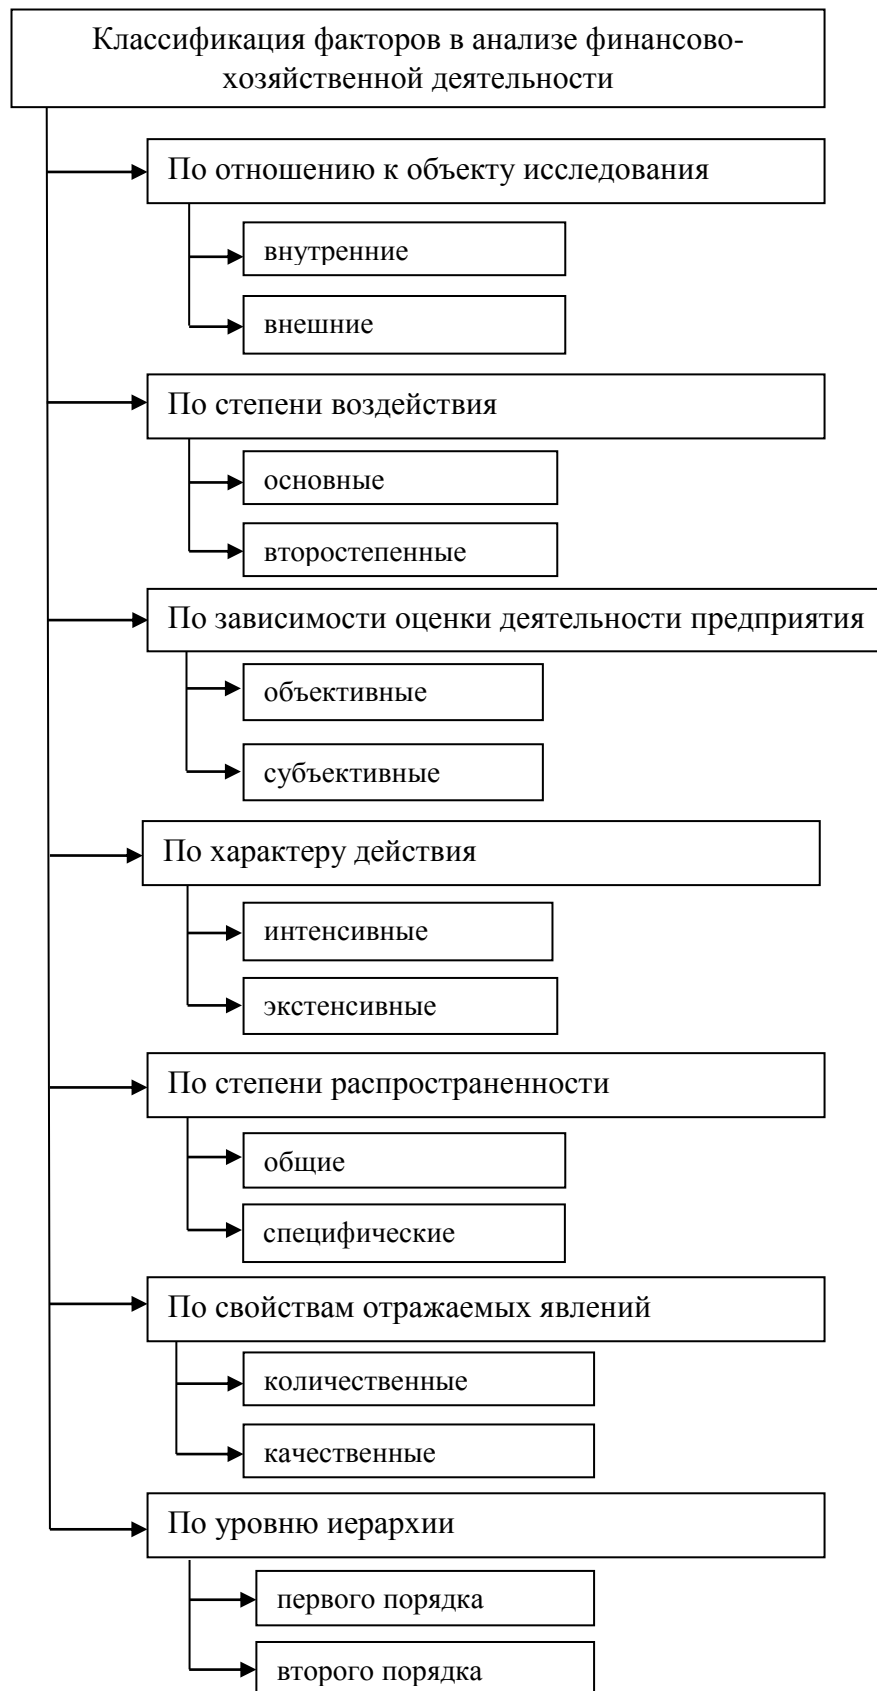 Классификация факторов в анализе финансово-
хозяйственной деятельности
По отношению к объекту исследования
внутренние
внешние
По степени воздействия
основные
второстепенные
По зависимости оценки деятельности предприятия
объективные
субъективные
По характеру действия
интенсивные
экстенсивные
По степени распространенности
общие
специфические
По свойствам отражаемых явлений
количественные
качественные
По уровню иерархии
первого порядка
второго порядка